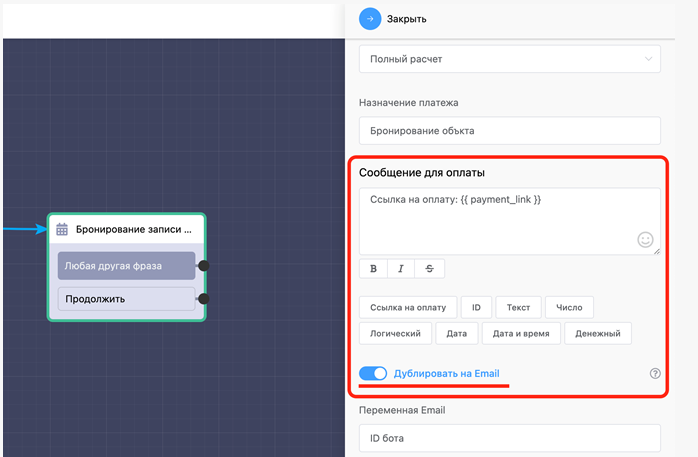 Закрыть
Полный расчет
Назначение платежа
Бронирование объкта
Сообщение для оплаты
Ссылка на оплату: {{ payment_link }}
B I S
Ссылка на оплату ID Текст Число
Логический Дата Дата и время Денежный
Дублировать на Email ?
Переменная Email
ID бота
Бронирование записи ...
Любая другая фраза
Продолжить